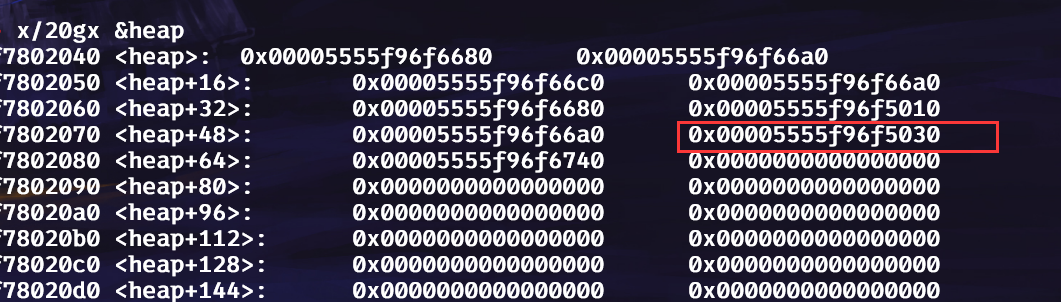 x/20gx &heap
f7802040 <heap>: 0x00005555f96f6680 0x00005555f96f66a0
f7802050 <heap+16>: 0x00005555f96f66c0 0x00005555f96f66a0
f7802060 <heap+32>: 0x00005555f96f6680 0x00005555f96f5010
f7802070 <heap+48>: 0x00005555f96f66a0 0x00005555f96f5030
f7802080 <heap+64>: 0x00005555f96f6740 0x0000000000000000
f7802090 <heap+80>: 0x0000000000000000 0x0000000000000000
f78020a0 <heap+96>: 0x0000000000000000 0x0000000000000000
f78020b0 <heap+112>: 0x0000000000000000 0x0000000000000000
f78020c0 <heap+128>: 0x0000000000000000 0x0000000000000000
f78020d0 <heap+144>: 0x0000000000000000 0x0000000000000000